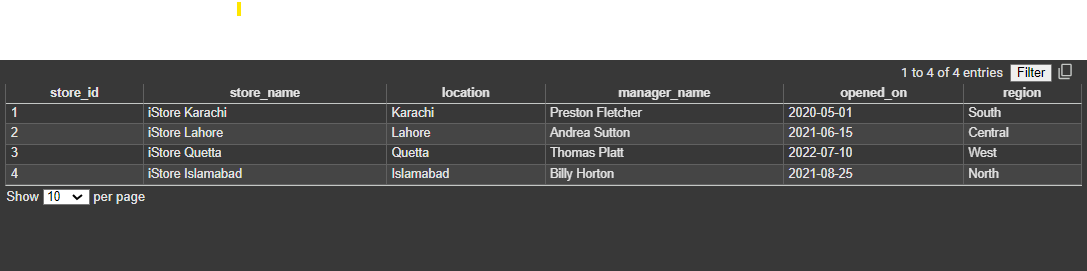 1 to 4 of 4 entries Filter
store_id store_name location manager_name opened_on region
1 iStore Karachi Karachi Preston Fletcher 2020-05-01 South
2 iStore Lahore Lahore Andrea Sutton 2021-06-15 Central
3 iStore Quetta Quetta Thomas Platt 2022-07-10 West
4 iStore Islamabad Islamabad Billy Horton 2021-08-25 North
Show 10 per page